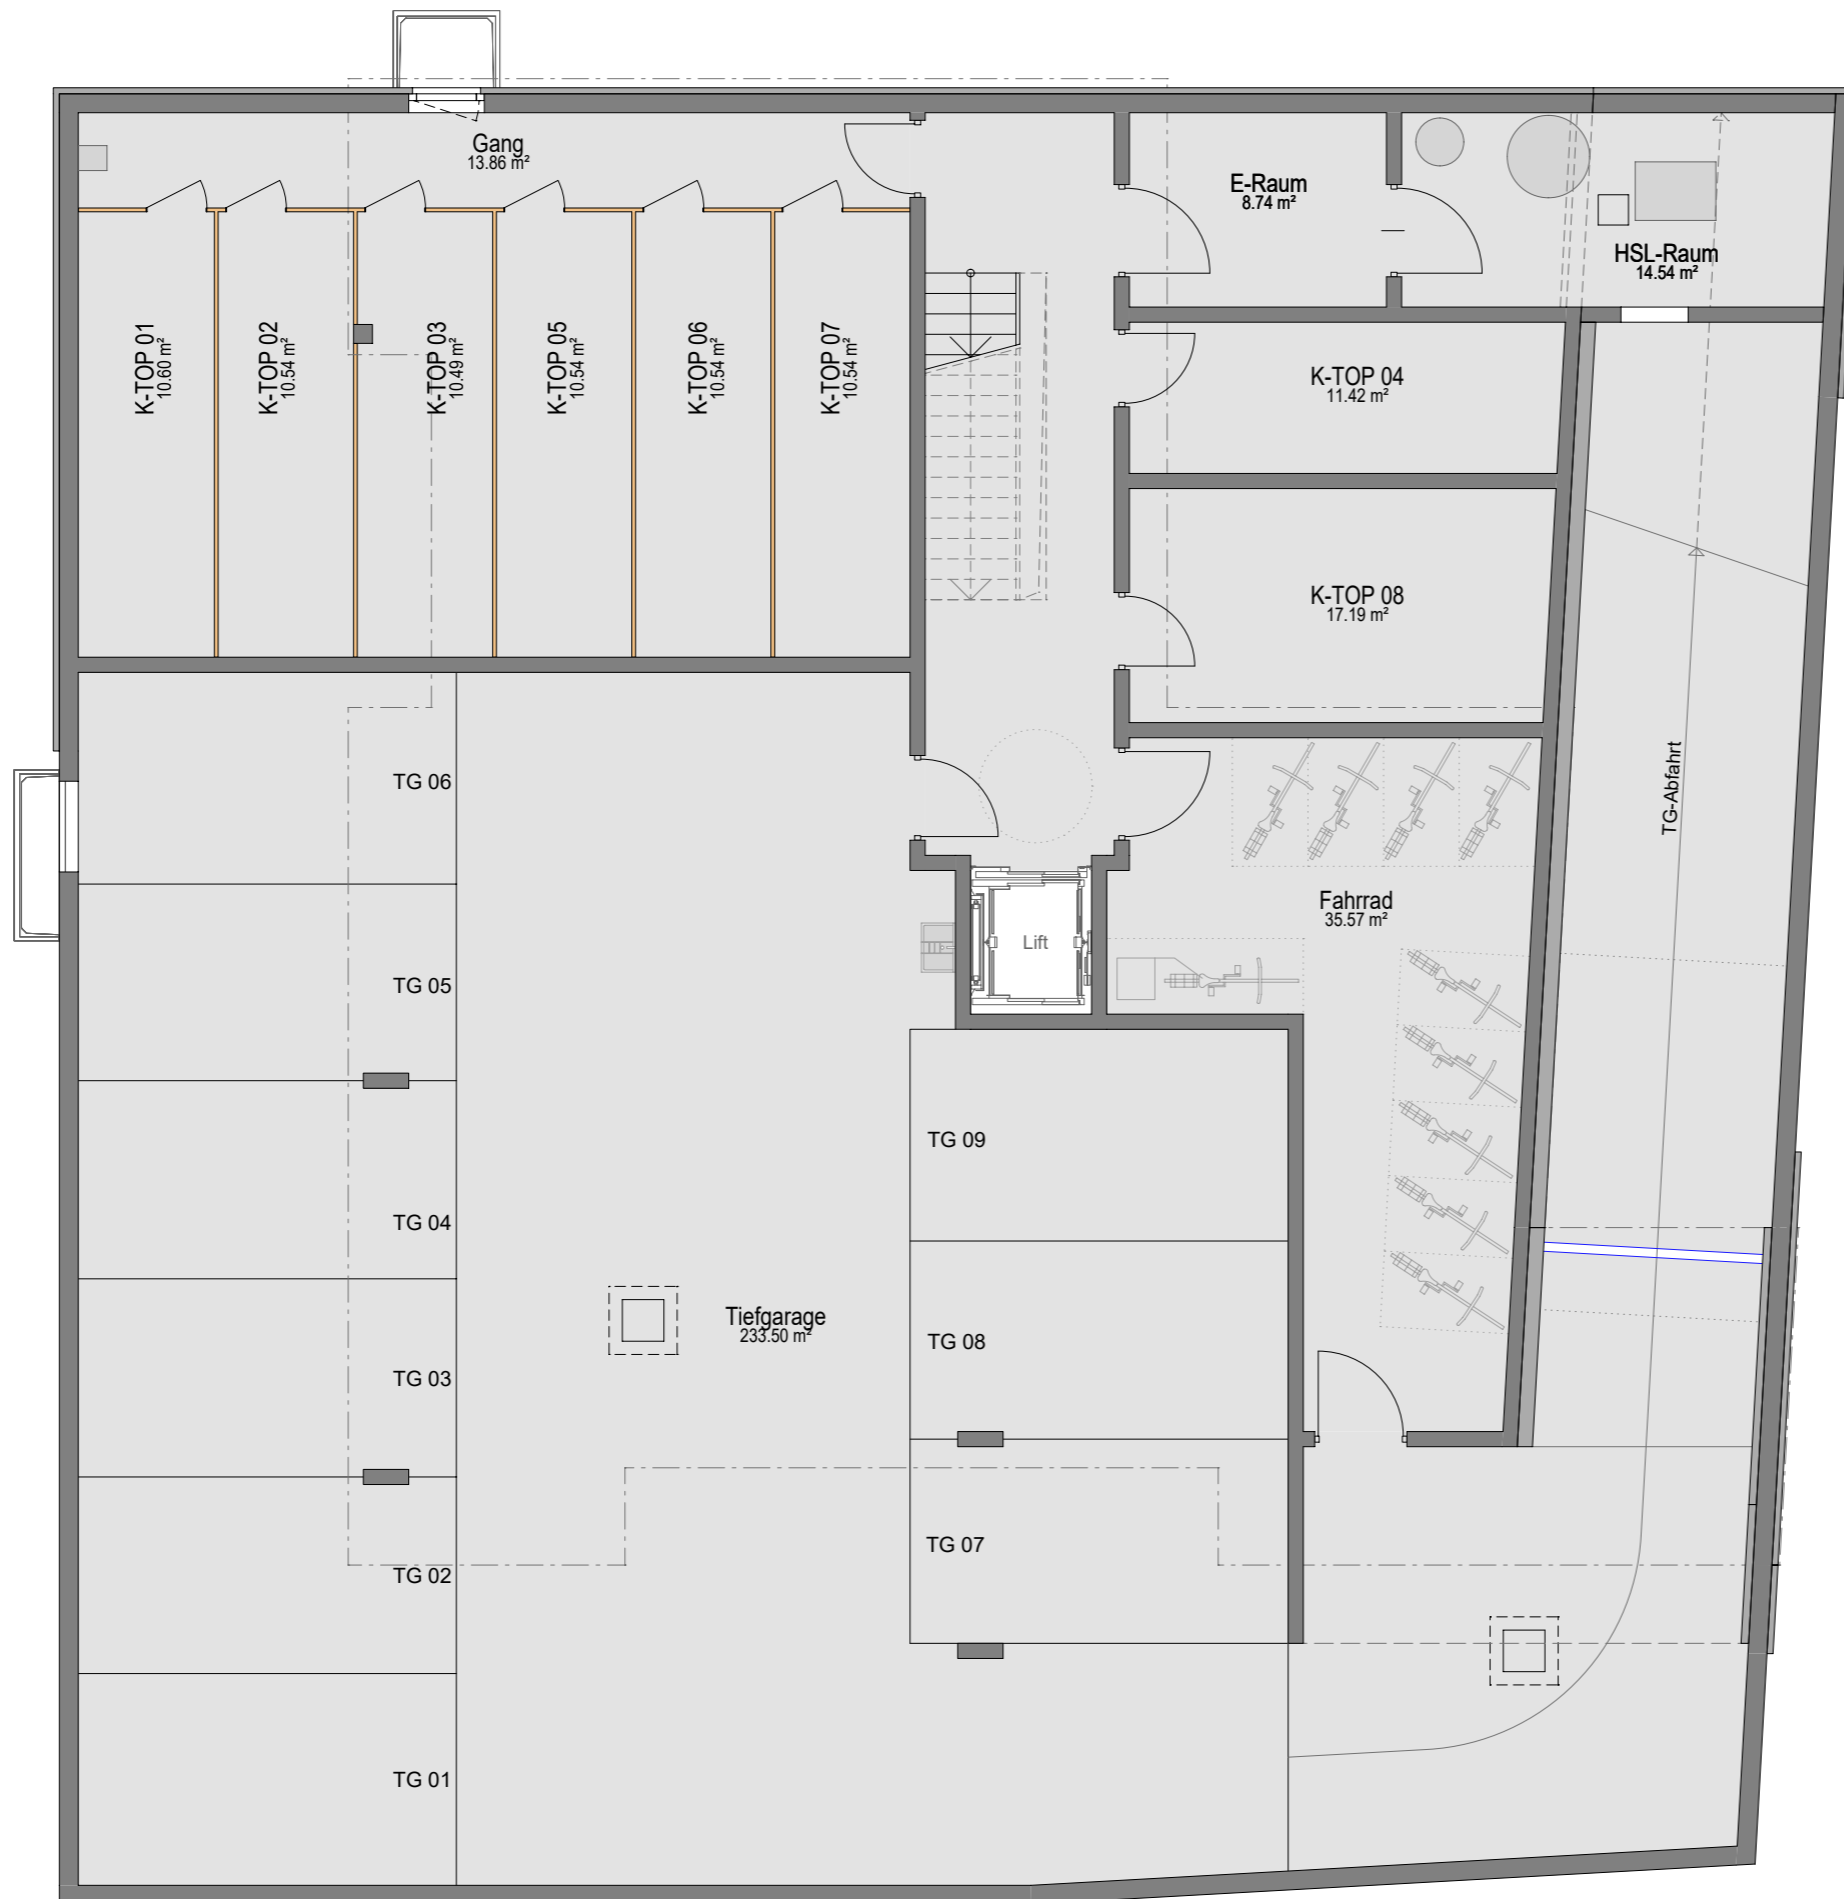 Gang
13.86 m²
E-Raum
8.74 m²
HSL-Raum
14.54 m²
K-TOP 01
10.60 m²
K-TOP 02
10.54 m²
K-TOP 03
10.49 m²
K-TOP 05
10.54 m²
K-TOP 06
10.54 m²
K-TOP 07
10.54 m²
K-TOP 04
11.42 m²
K-TOP 08
17.19 m²
TG 06
TG-Abfahrt
Fahrrad
35.57 m²
Lift
TG 05
TG 09
TG 04
Tiefgarage
233.50 m²
TG 08
TG 03
TG 07
TG 02
TG 01